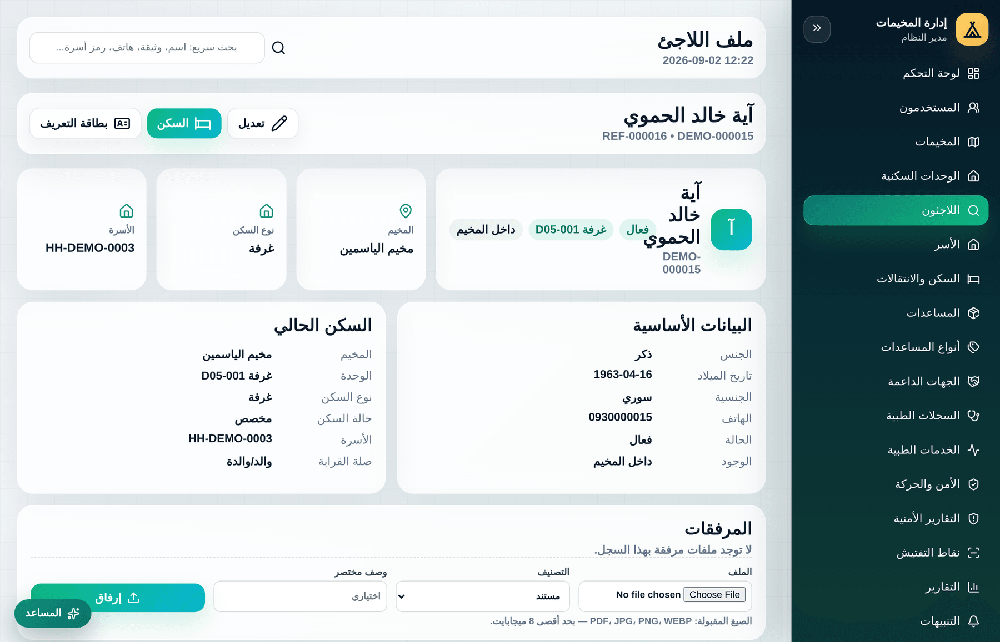 إدارة المخيمات
مدير النظام
لوحة التحكم
المستخدمون
المخيمات
الوحدات السكنية
اللاجئون
الأسر
السكن والانتقالات
المساعدات
أنواع المساعدات
الجهات الداعمة
السجلات الطبية
الخدمات الطبية
الأمن والحركة
التقارير الأمنية
نقاط التفتيش
التقارير
التنبيهات
ملف اللاجئ
2026-09-02 12:22
بحث سريع: اسم، وثيقة، هاتف، رمز أسرة...
آية خالد الحموي
REF-000016 • DEMO-000015
تعديل
السكن
بطاقة التعريف
آ
آية
خالد
الحموي
DEMO-
000015
فعال
غرفة D05-001
داخل المخيم
المخيم
مخيم الياسمين
نوع السكن
غرفة
الأسرة
HH-DEMO-0003
البيانات الأساسية
الجنس ذكر
تاريخ الميلاد 1963-04-16
الجنسية سوري
الهاتف 0930000015
الحالة فعال
الوجود داخل المخيم
السكن الحالي
المخيم مخيم الياسمين
الوحدة غرفة D05-001
نوع السكن غرفة
حالة السكن مخصص
الأسرة HH-DEMO-0003
صلة القرابة والد/والدة
المرفقات
لا توجد ملفات مرفقة بهذا السجل.
الملف
Choose File No file chosen
التصنيف
مستند
وصف مختصر
اختياري
إرفاق
الصيغ المقبولة: PDF، JPG، PNG، WEBP — بحد أقصى 8 ميجابايت.
المساعد